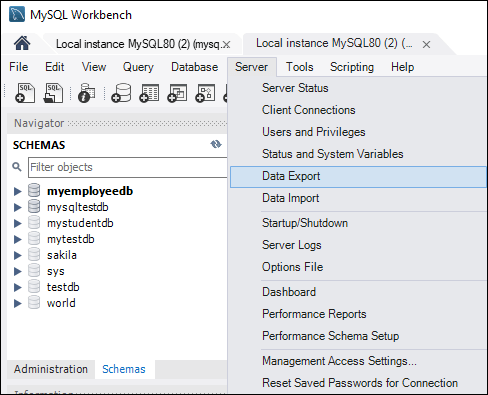 MySQL Workbench
Local instance MySQL80 (2) (mysq. x
Local instance MySQL80 (2) (... x
File Edit View Query Database Server Tools Scripting Help
Navigator
SCHEMAS
Filter objects
myemployeedb
mysqltestdb
mystudentdb
mytestdb
sakila
sys
testdb
world
Administration Schemas
Server Status
Client Connections
Users and Privileges
Status and System Variables
Data Export
Data Import
Startup/Shutdown
Server Logs
Options File
Dashboard
Performance Reports
Performance Schema Setup
Management Access Settings...
Reset Saved Passwords for Connection